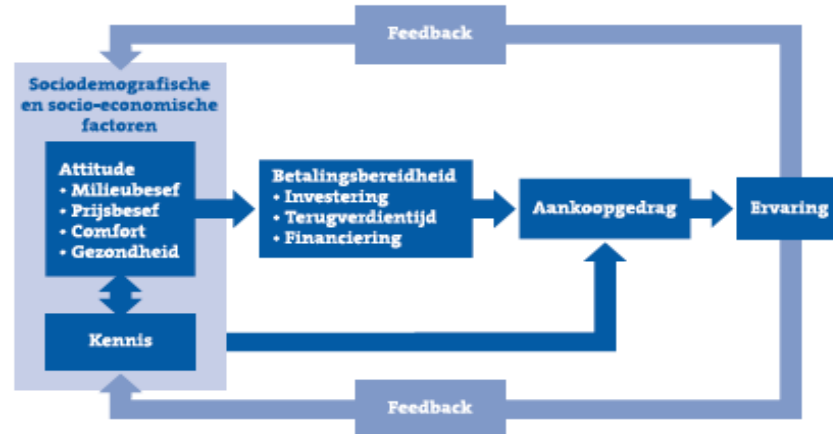 Feedback
Sociodemografische
en socio-economische
factoren
Attitude
• Milieubesef
• Prijsbesef
• Comfort
• Gezondheid
Betalingsbereidheid
• Investering
• Terugverdientijd
• Financiering
Aankoopgedrag
Ervaring
Kennis
Feedback